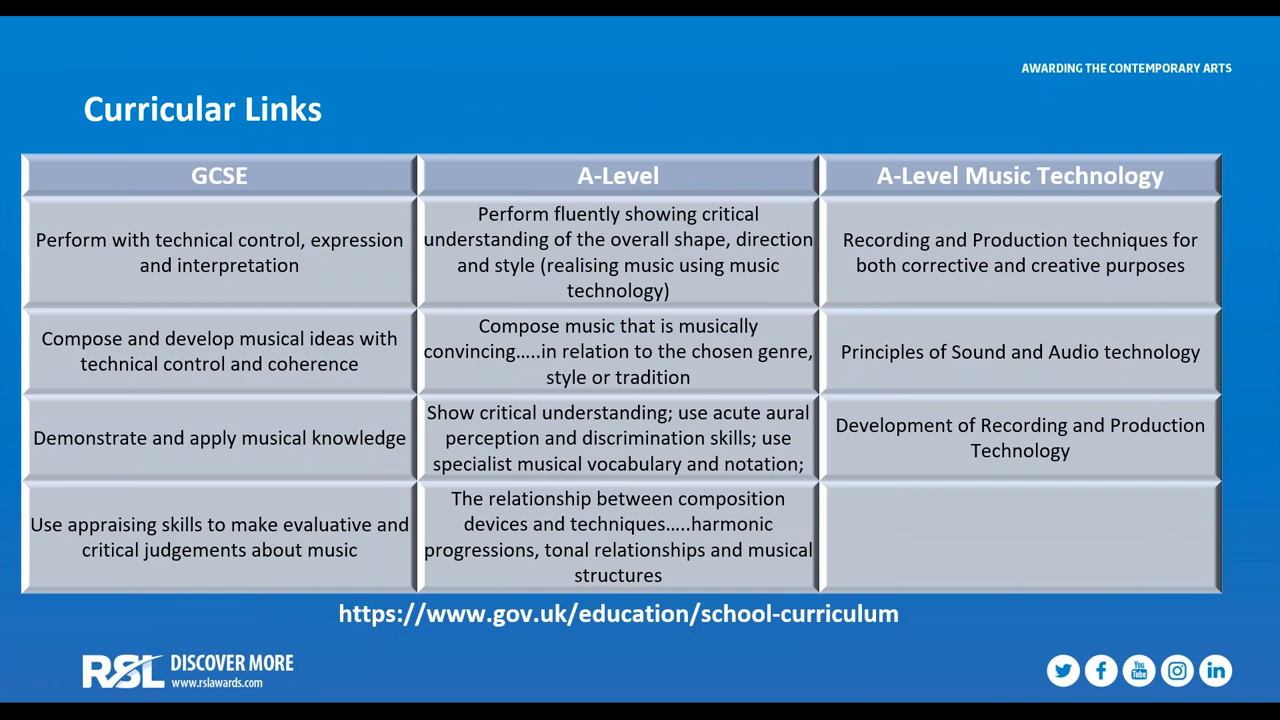 AWARDING THE CONTEMPORARY ARTS
Curricular Links
GCSE
A-Level
A-Level Music Technology
Perform with technical control, expression
and interpretation
Perform fluently showing critical
understanding of the overall shape, direction
and style (realising music using music
technology)
Recording and Production techniques for
both corrective and creative purposes
Compose and develop musical ideas with
technical control and coherence
Compose music that is musically
convincing.....in relation to the chosen genre,
style or tradition
Principles of Sound and Audio technology
Demonstrate and apply musical knowledge
Show critical understanding; use acute aural
perception and discrimination skills; use
specialist musical vocabulary and notation;
Development of Recording and Production
Technology
Use appraising skills to make evaluative and
critical judgements about music
The relationship between composition
devices and techniques.....harmonic
progressions, tonal relationships and musical
structures
https://www.gov.uk/education/school-curriculum
RSL DISCOVER MORE
www.rslawards.com
You
Tube
in